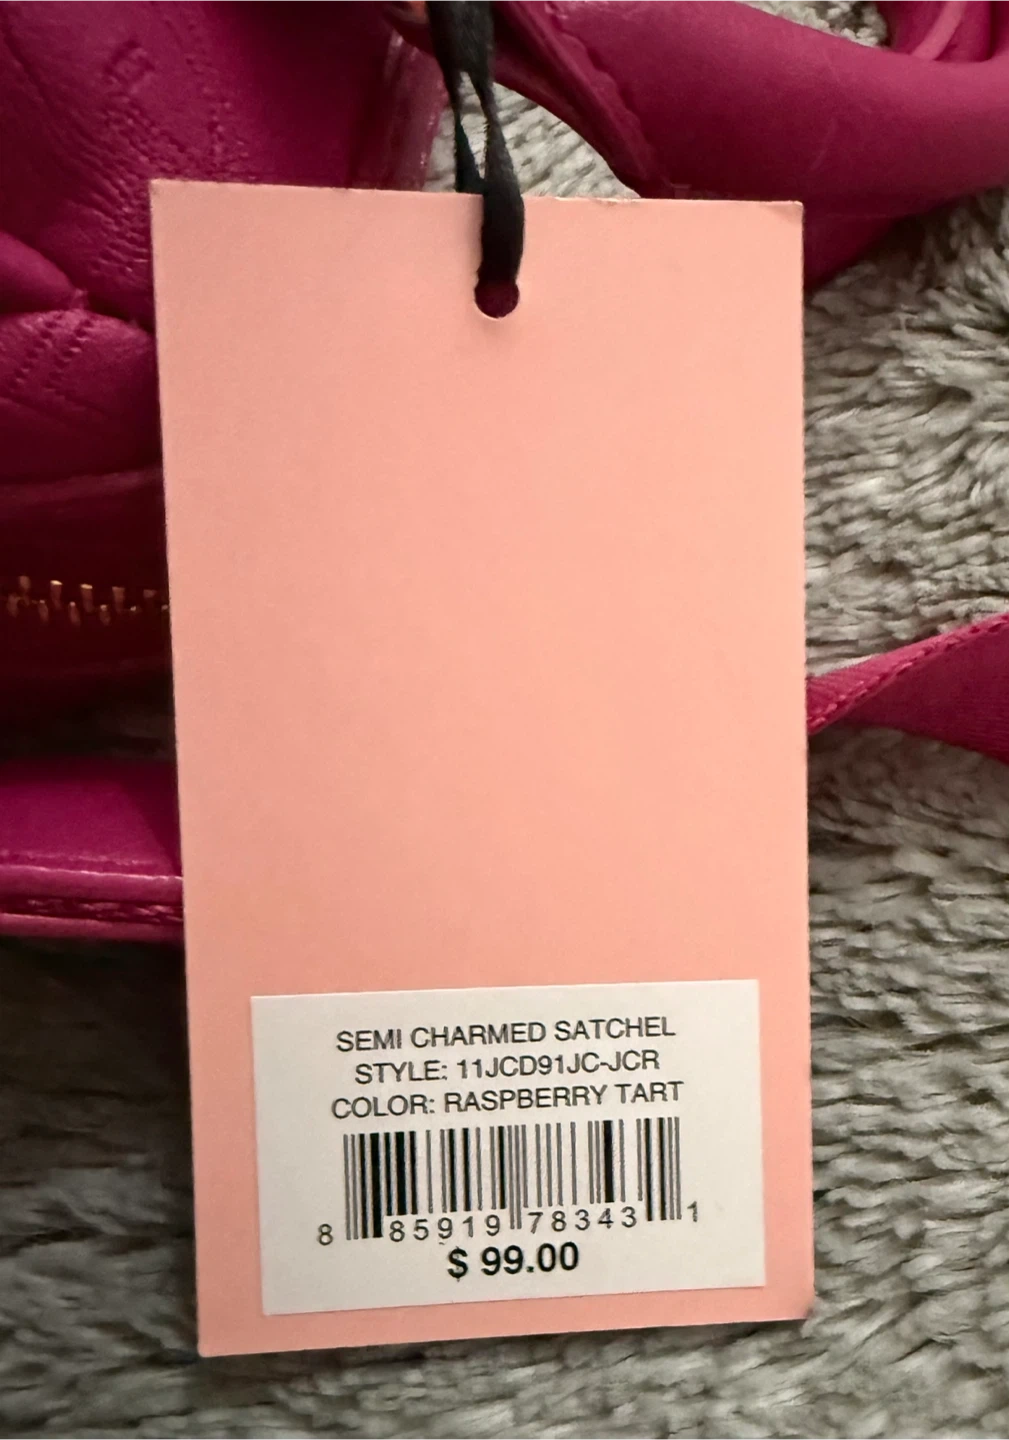 SEMI CHARMED SATCHEL
STYLE: 11JCD91JC-JCR
COLOR: RASPBERRY TART
8 85919 78343 1
$ 99.00